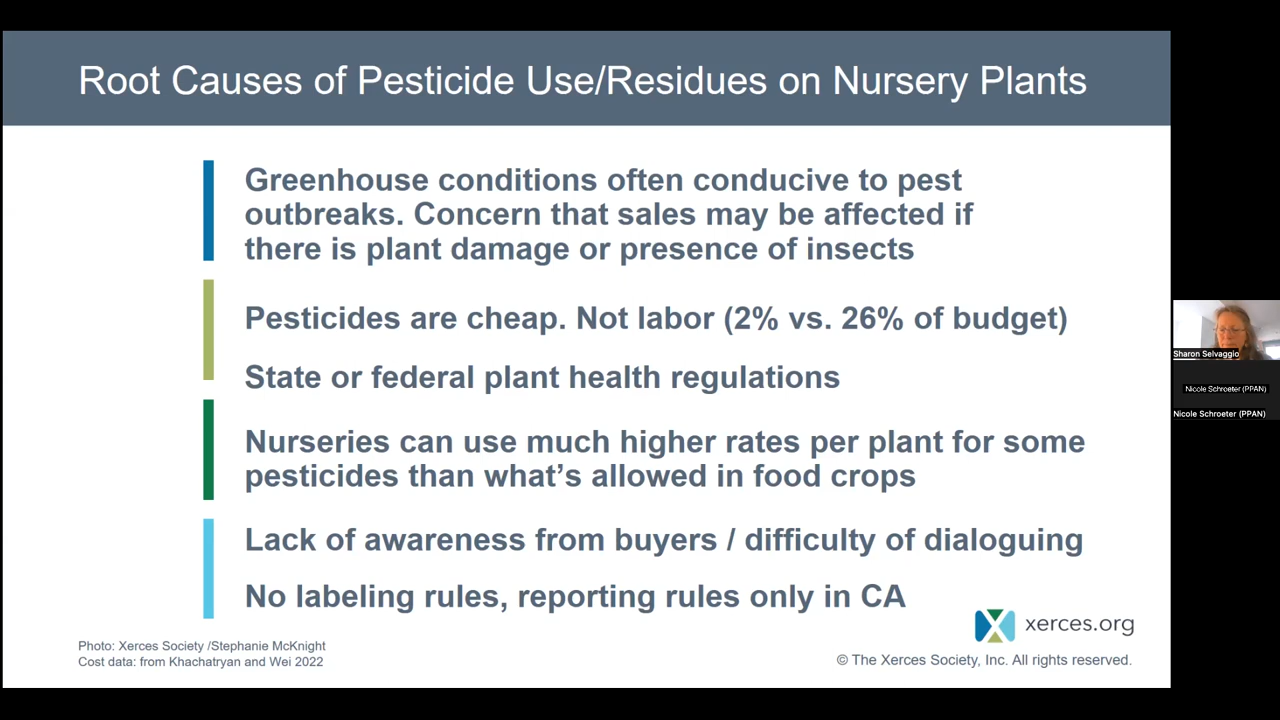 Root Causes of Pesticide Use/Residues on Nursery Plants
Greenhouse conditions often conducive to pest
outbreaks. Concern that sales may be affected if
there is plant damage or presence of insects
Pesticides are cheap. Not labor (2% vs. 26% of budget)
State or federal plant health regulations
Nurseries can use much higher rates per plant for some
pesticides than what’s allowed in food crops
Lack of awareness from buyers / difficulty of dialoguing
No labeling rules, reporting rules only in CA
xerces.org
Photo: Xerces Society /Stephanie McKnight
Cost data: from Khachatryan and Wei 2022
© The Xerces Society, Inc. All rights reserved.
Sharon Selvaggio
Nicole Schroeter (PPAN)
Nicole Schroeter (PPAN)